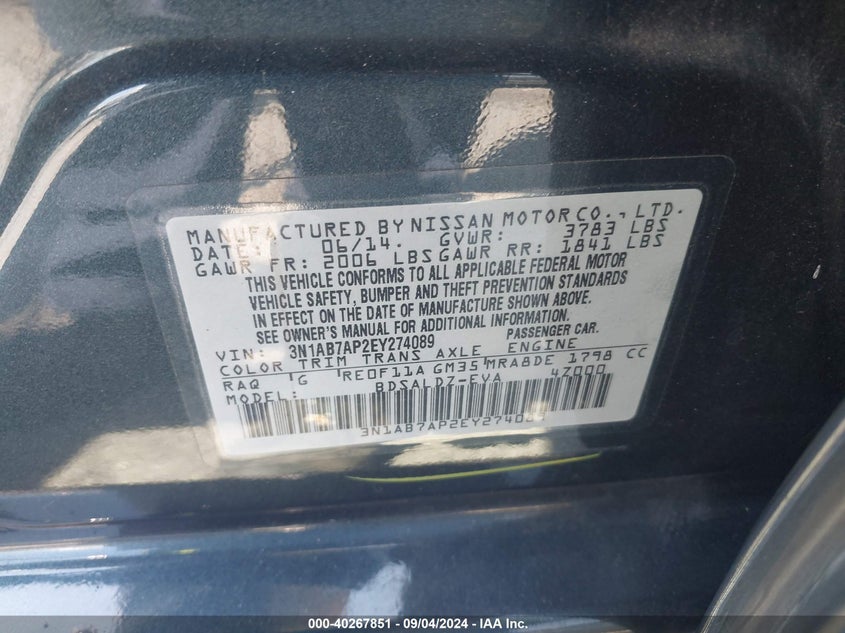 MANUFACTURED BY NISSAN MOTOR CO., LTD.
DATE: 06/14. GVWR: 3783 LBS
GAWR FR: 2006 LBS GAWR RR: 1841 LBS
THIS VEHICLE CONFORMS TO ALL APPLICABLE FEDERAL MOTOR
VEHICLE SAFETY, BUMPER AND THEFT PREVENTION STANDARDS
IN EFFECT ON THE DATE OF MANUFACTURE SHOWN ABOVE.
SEE OWNER'S MANUAL FOR ADDITIONAL INFORMATION.
VIN: 3N1AB7AP2EY274089 PASSENGER CAR.
COLOR TRIM TRANS AXLE ENGINE
RAQ G RE0F11A GM35 MRA8DE 1798 CC
MODEL: BDSALDZ-EVA 4Z000
3N1AB7AP2EY274089
000-40267851 - 09/04/2024 - IAA Inc.